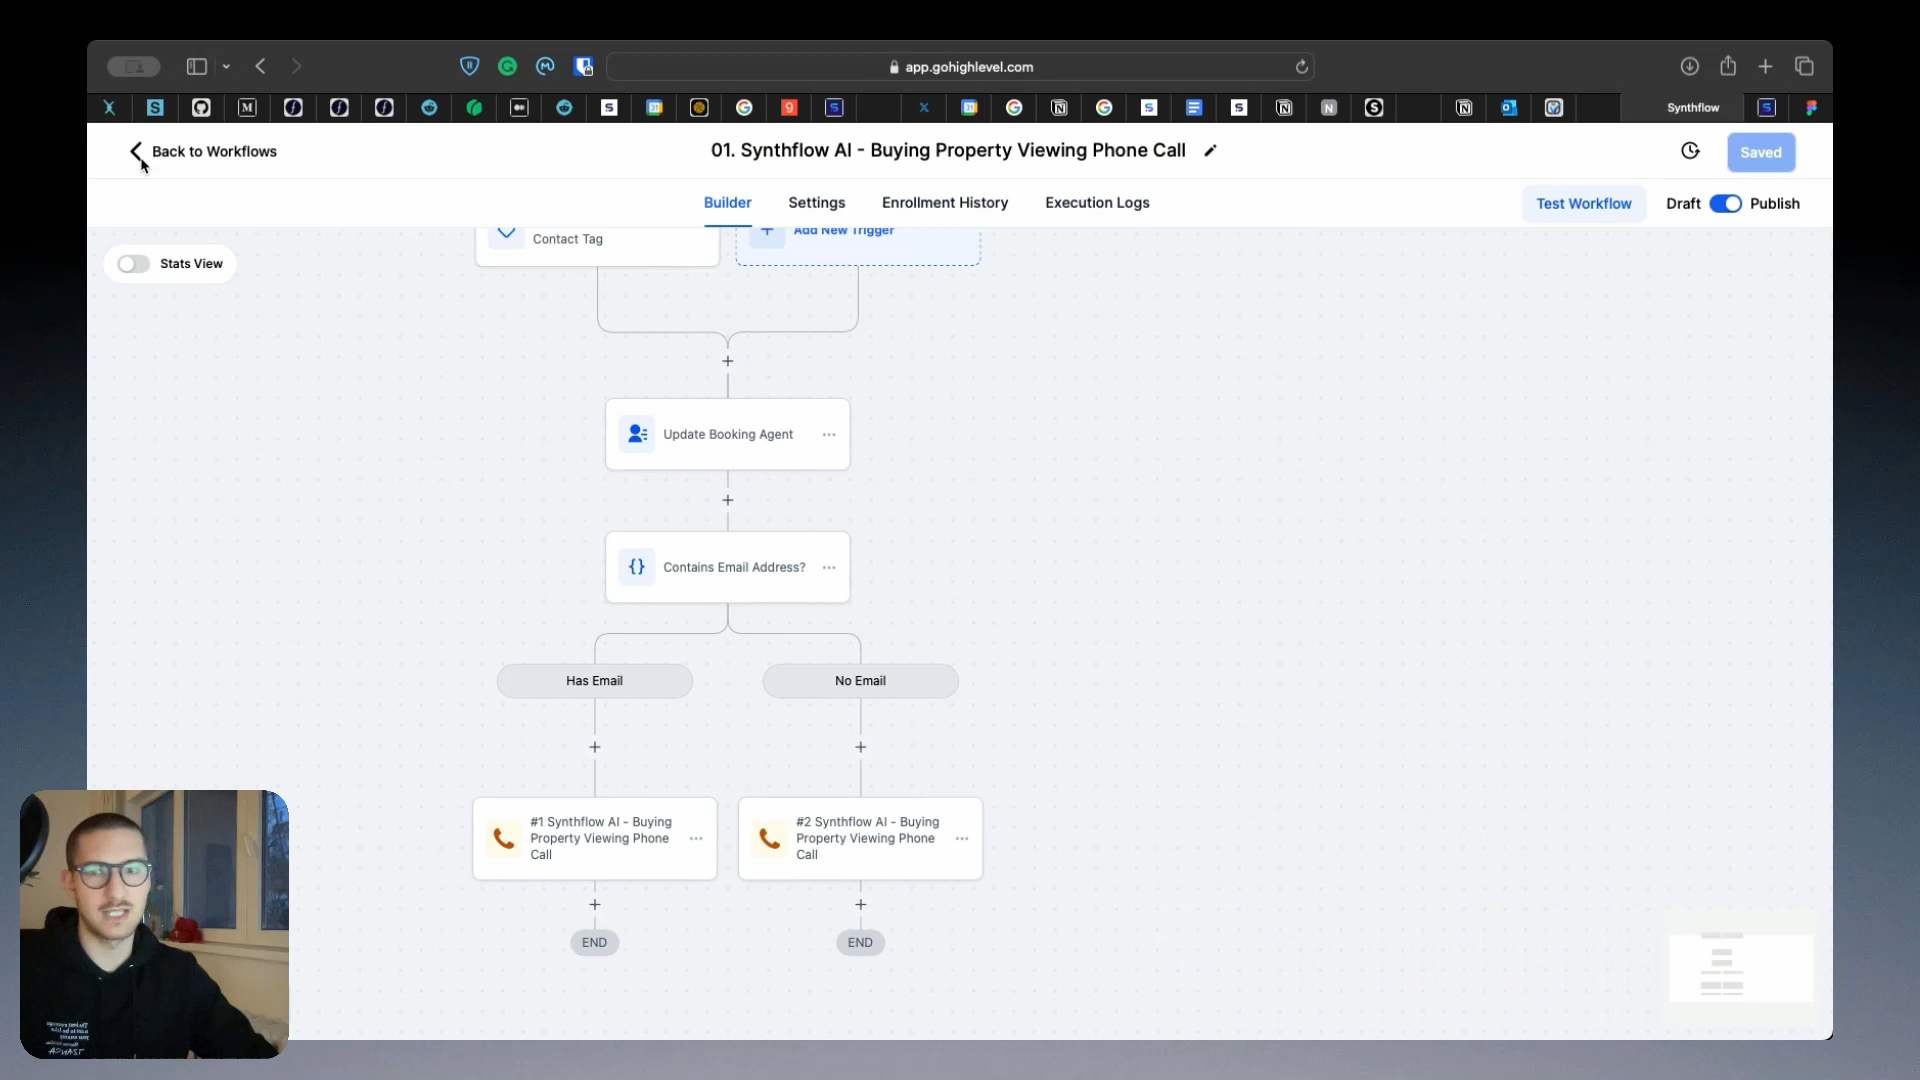 app.gohighlevel.com
Synthflow
Back to Workflows
01. Synthflow AI - Buying Property Viewing Phone Call
Saved
Builder
Settings
Enrollment History
Execution Logs
Test Workflow
Draft
Publish
Stats View
Contact Tag
Add New Trigger
Update Booking Agent
{} Contains Email Address?
Has Email
No Email
#1 Synthflow AI - Buying
Property Viewing Phone
Call
#2 Synthflow AI - Buying
Property Viewing Phone
Call
END
END